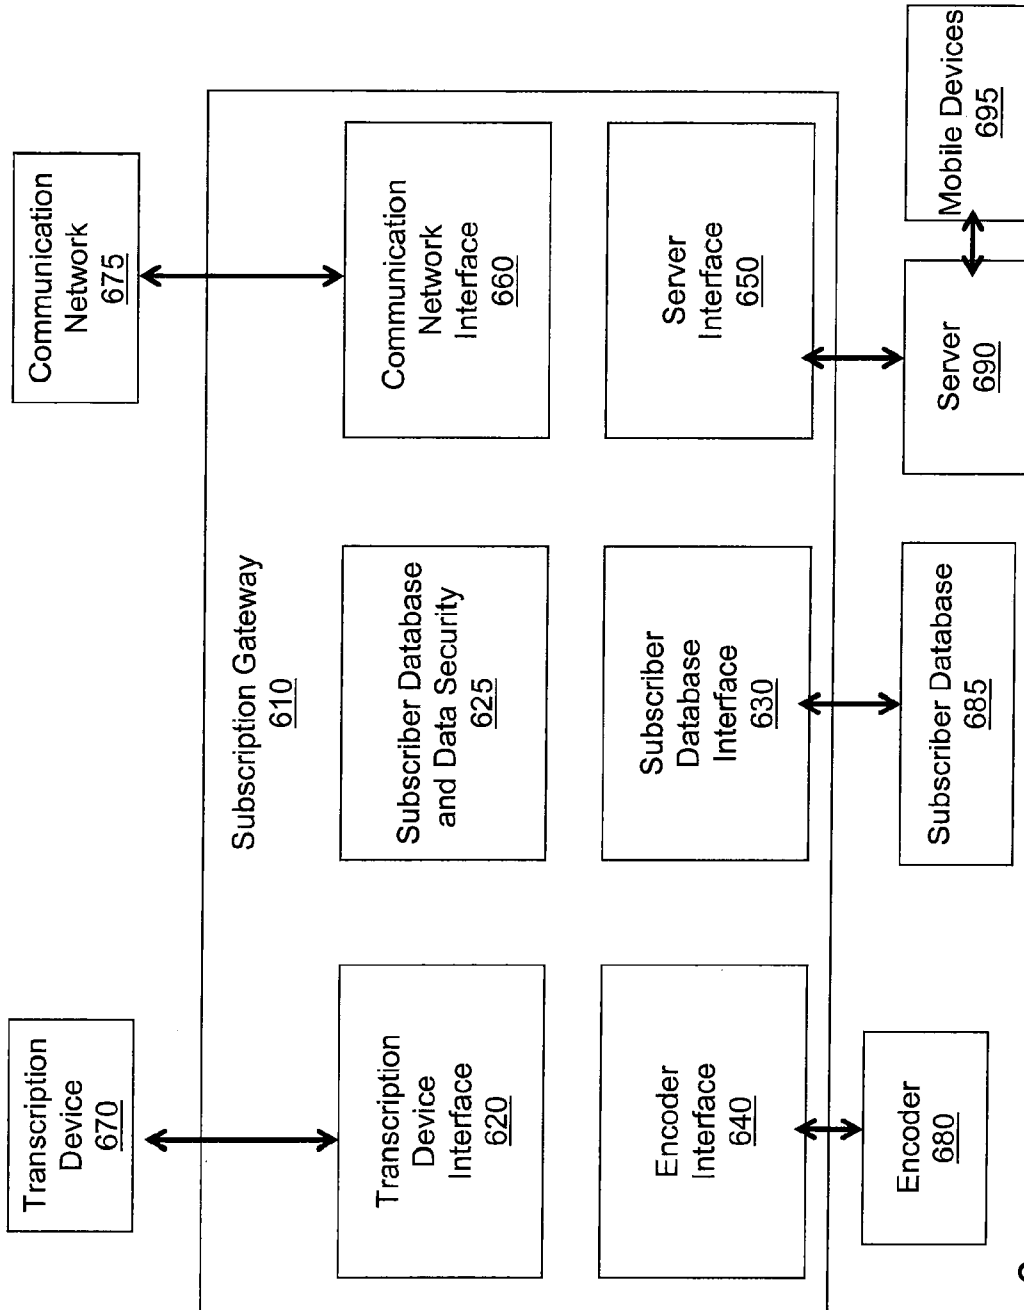 Transcription
Device
670
Communication
Network
675
Subscription Gateway
610
Transcription
Device
Interface
620
Subscriber Database
and Data Security
625
Communication
Network
Interface
660
Encoder
Interface
640
Subscriber
Database
Interface
630
Server
Interface
650
Encoder
680
Subscriber Database
685
Server
690
Mobile Devices
695